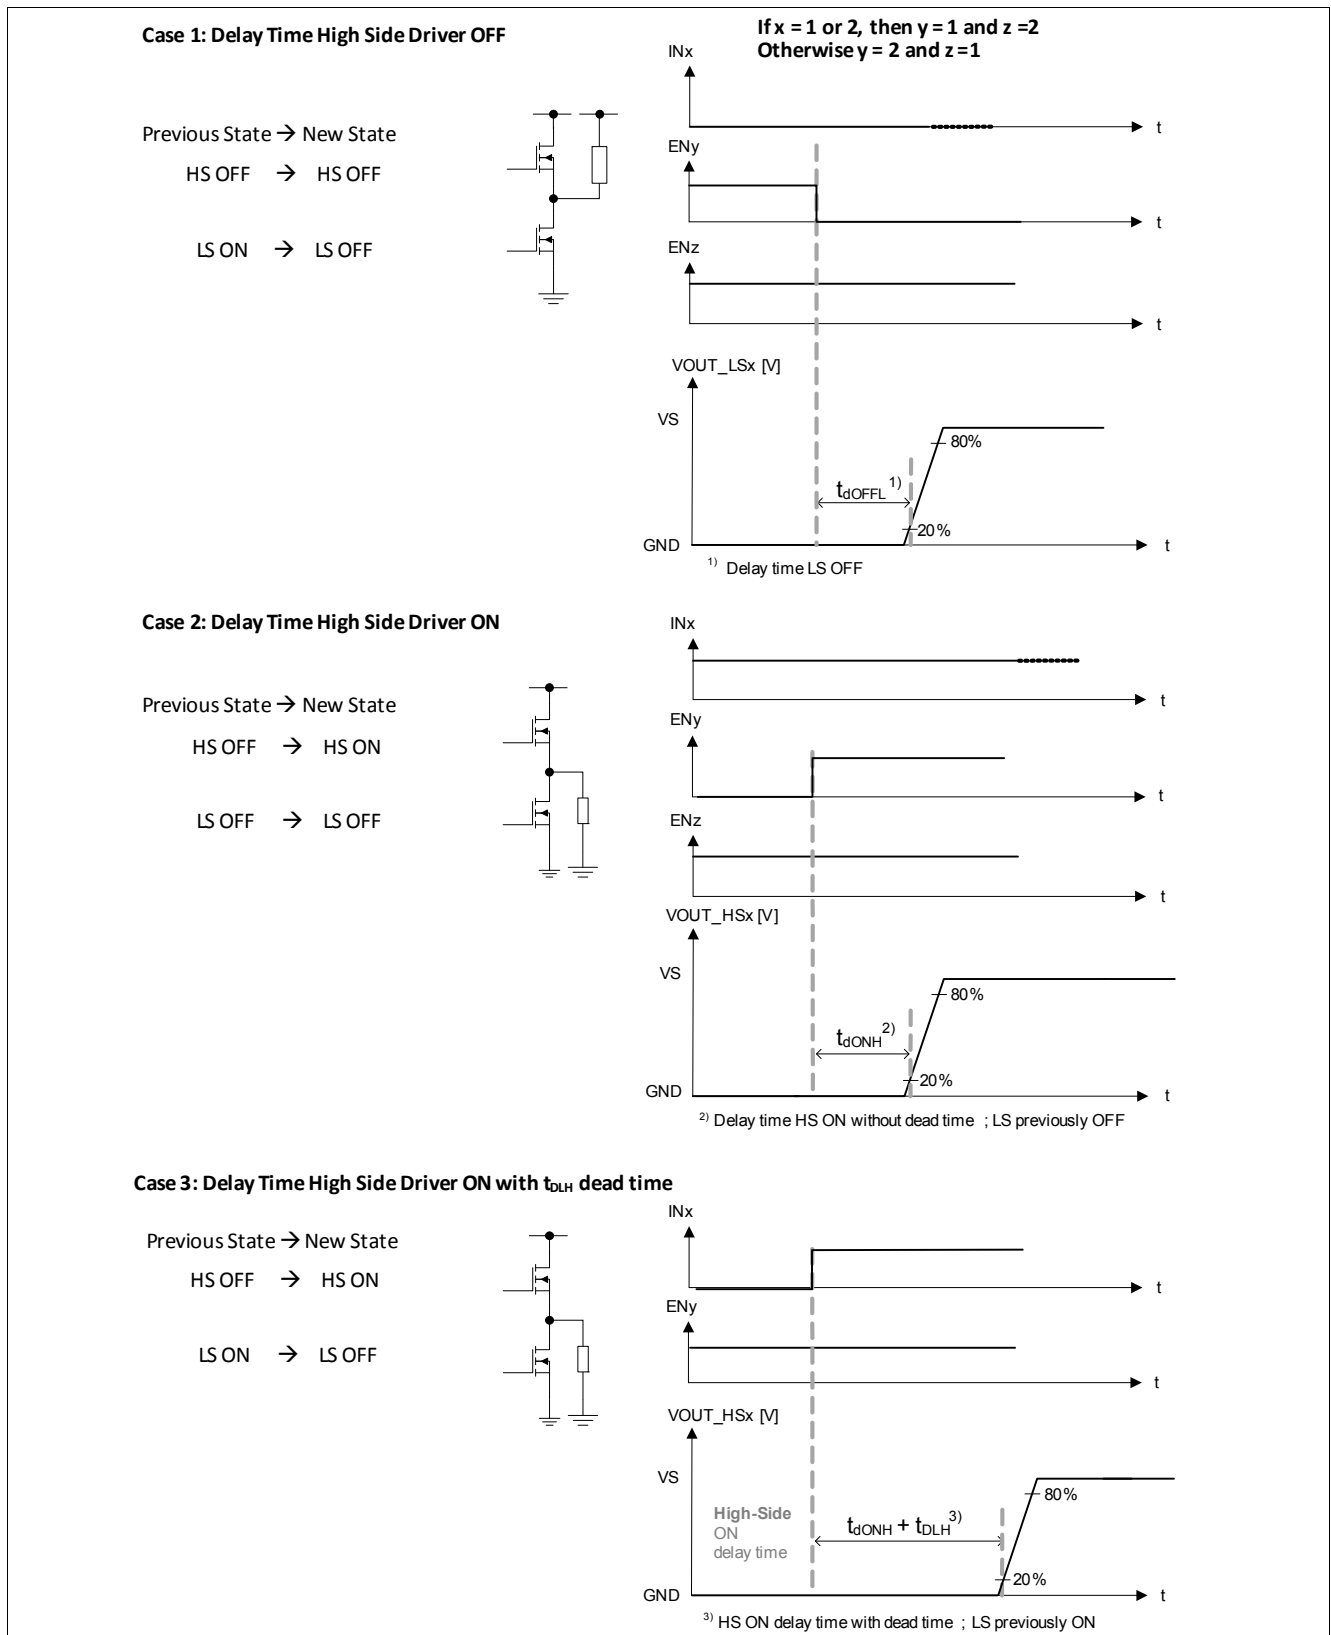 Case 1: Delay Time High Side Driver OFF
If x = 1 or 2, then y = 1 and z =2
Otherwise y = 2 and z =1
INx
t
Previous State → New State
HS OFF → HS OFF
LS ON → LS OFF
ENy
t
ENz
t
VOUT_LSx [V]
VS
80%
tdOFFL 1)
20%
GND
t
1) Delay time LS OFF
Case 2: Delay Time High Side Driver ON
INx
t
Previous State → New State
HS OFF → HS ON
LS OFF → LS OFF
ENy
t
ENz
t
VOUT_HSx [V]
VS
80%
tdONH 2)
20%
GND
t
2) Delay time HS ON without dead time ; LS previously OFF
Case 3: Delay Time High Side Driver ON with tDLH dead time
INx
t
Previous State → New State
HS OFF → HS ON
LS ON → LS OFF
ENy
t
VOUT_HSx [V]
VS
80%
High-Side
ON
delay time
tdONH + tDLH 3)
20%
GND
t
3) HS ON delay time with dead time ; LS previously ON